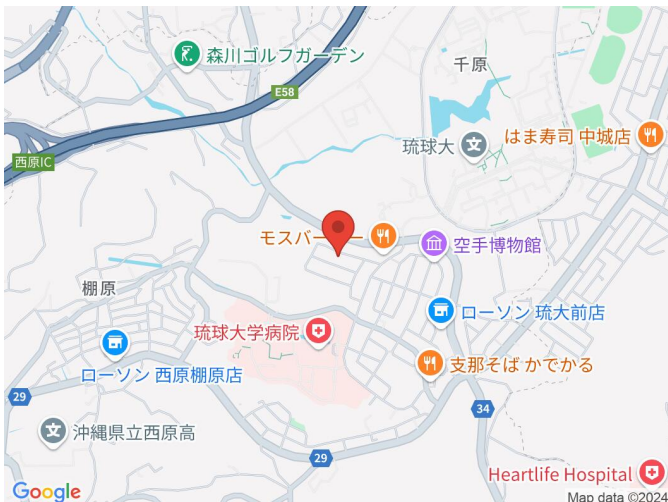 森川ゴルフガーデン
千原
E58
はま寿司 中城店
琉球大
西原IC
モスバーガー
空手博物館
棚原
琉球大学病院
ローソン 琉大前店
ローソン 西原棚原店
支那そば かでかる
29
34
沖縄県立西原高
29
Heartlife Hospital
Google
Map data ©2024